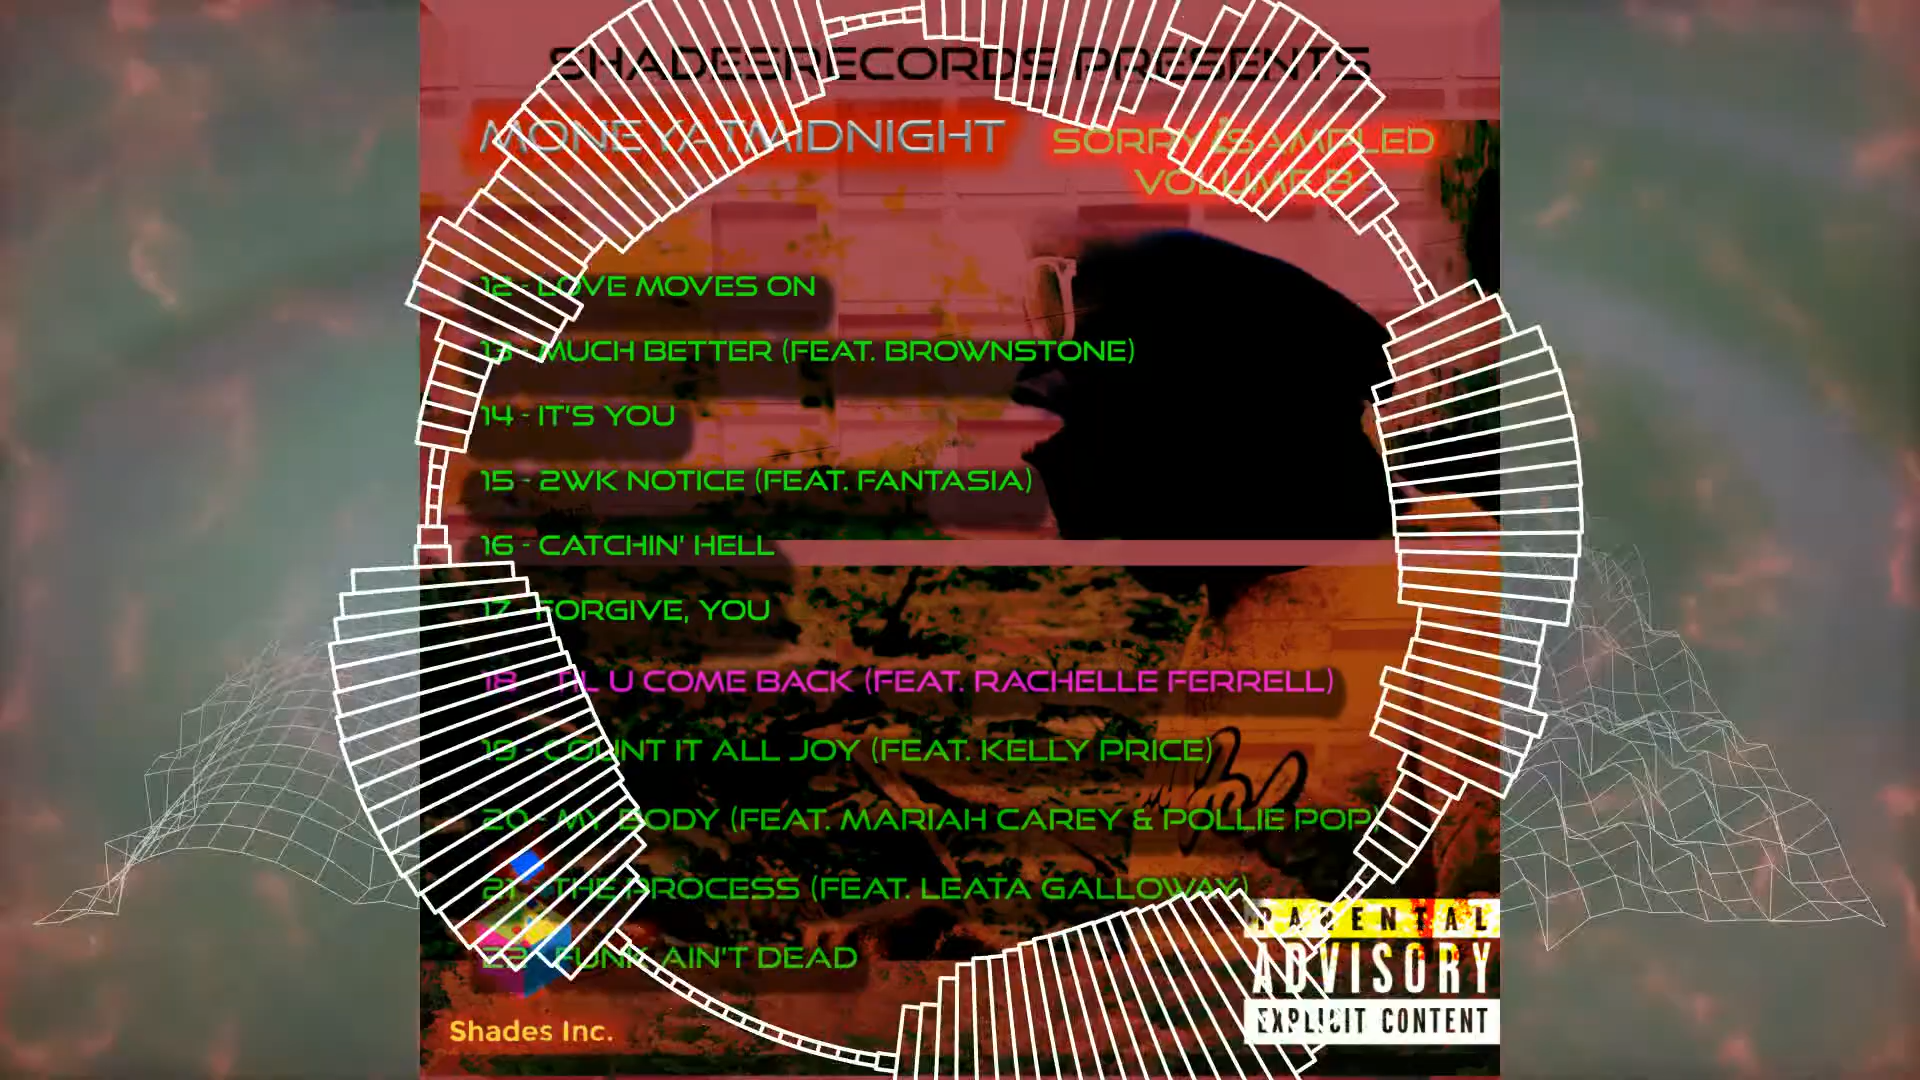 SHADESRECORDS PRESENTS
MONEYATMIDNIGHT
SORRY I SAMPLED
VOLUME B
12 - LOVE MOVES ON
13 - MUCH BETTER (FEAT. BROWNSTONE)
14 - IT'S YOU
15 - 2WK NOTICE (FEAT. FANTASIA)
16 - CATCHIN' HELL
17 - FORGIVE, YOU
18 - TIL U COME BACK (FEAT. RACHELLE FERRELL)
19 - COUNT IT ALL JOY (FEAT. KELLY PRICE)
20 - MY BODY (FEAT. MARIAH CAREY & POLLIE POP)
21 - THE PROCESS (FEAT. LEATA GALLOWAY)
22 - FUNK AIN'T DEAD
Shades Inc.
PARENTAL
ADVISORY
EXPLICIT CONTENT